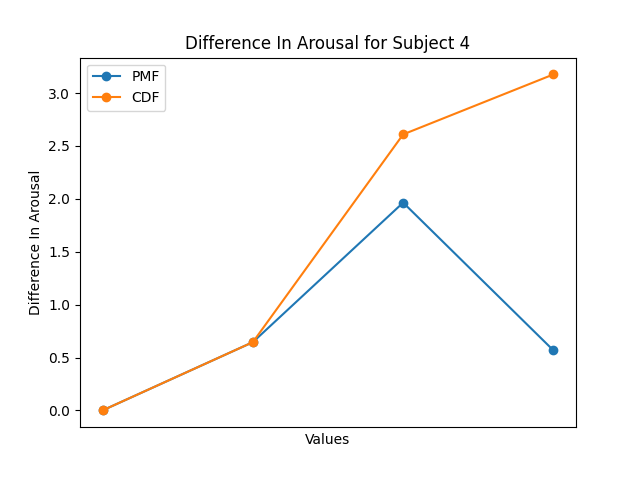 Difference In Arousal for Subject 4
PMF
CDF
3.0
2.5
2.0
1.5
1.0
0.5
0.0
Difference In Arousal
Values